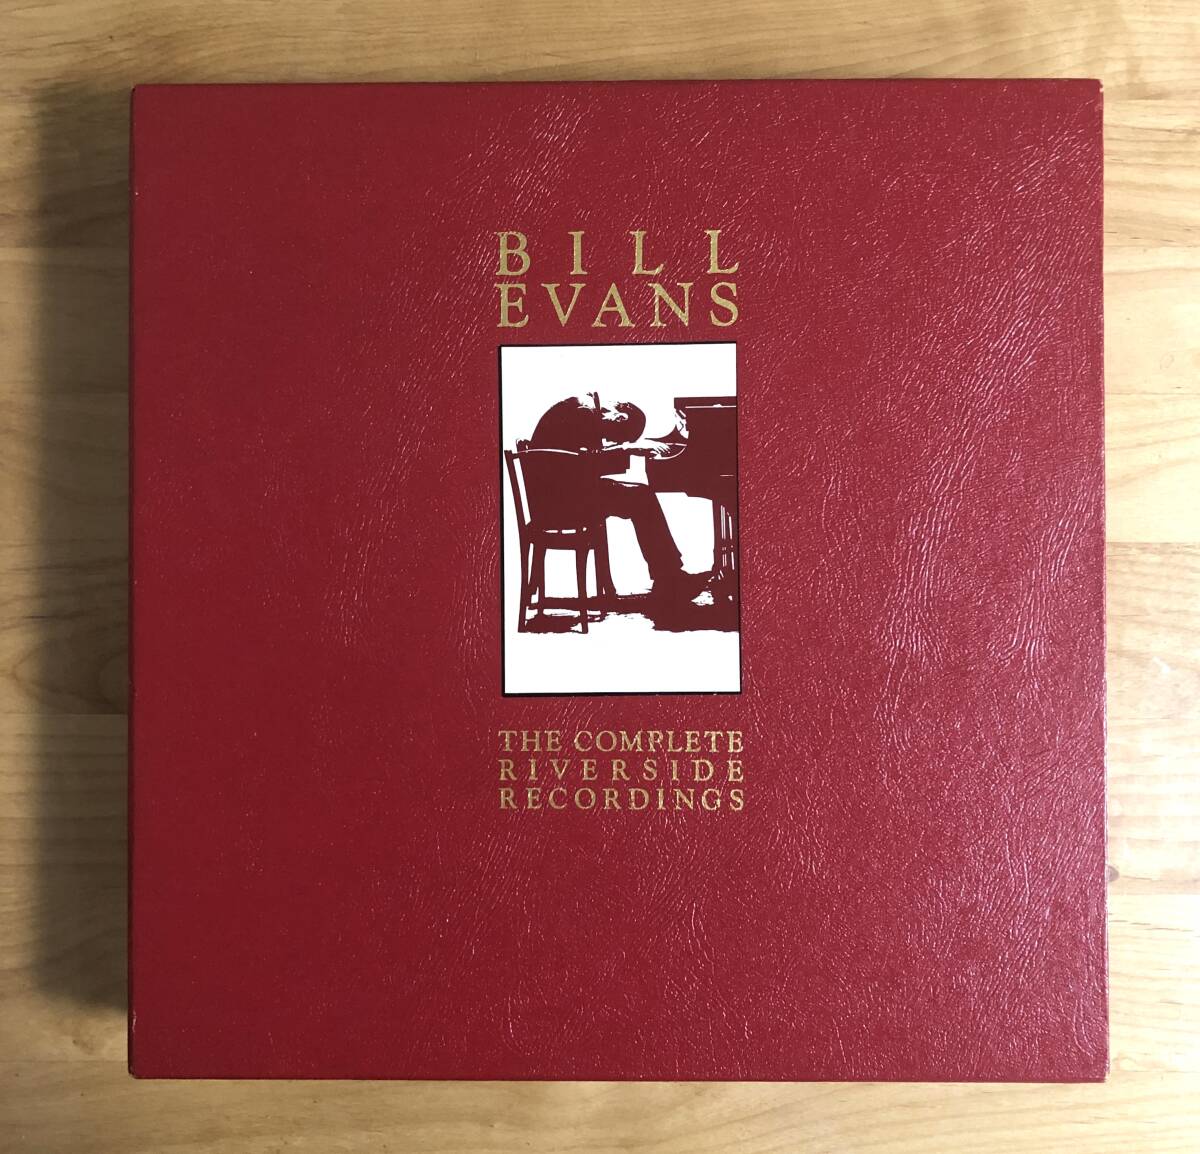 BILL
EVANS
THE COMPLETE
RIVERSIDE
RECORDINGS